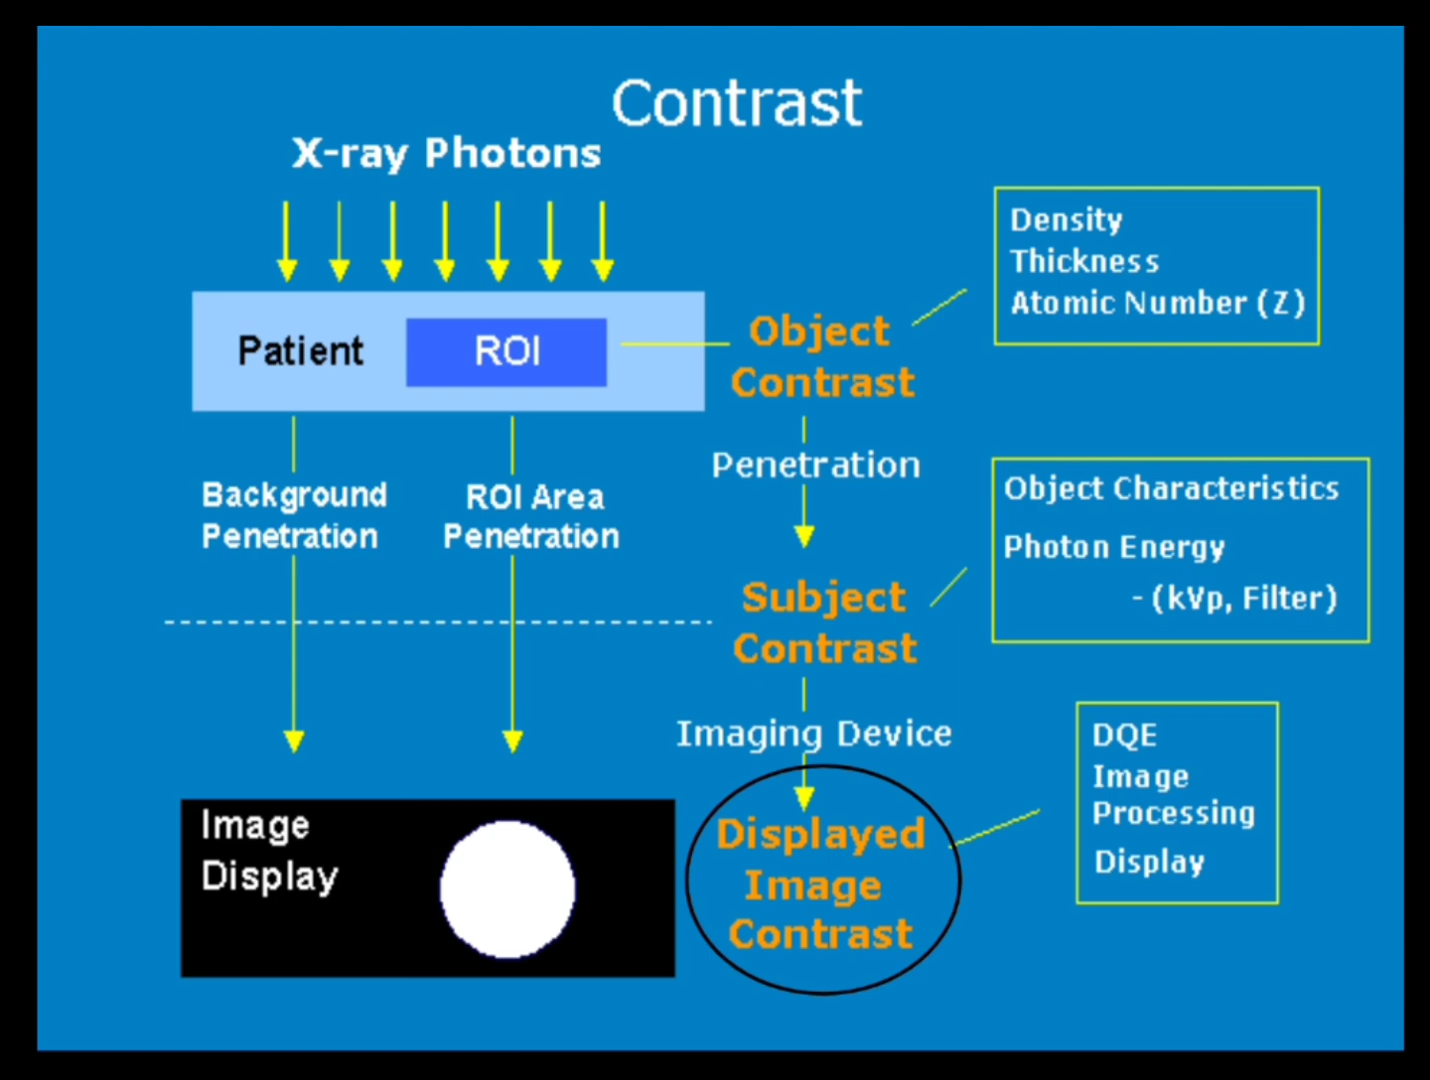 Contrast
X-ray Photons
Patient
ROI
Object
Contrast
Density
Thickness
Atomic Number (Z)
Background
Penetration
ROI Area
Penetration
Penetration
Subject
Contrast
Object Characteristics
Photon Energy
- (kVp, Filter)
Imaging Device
Image
Display
Displayed
Image
Contrast
DQE
Image
Processing
Display